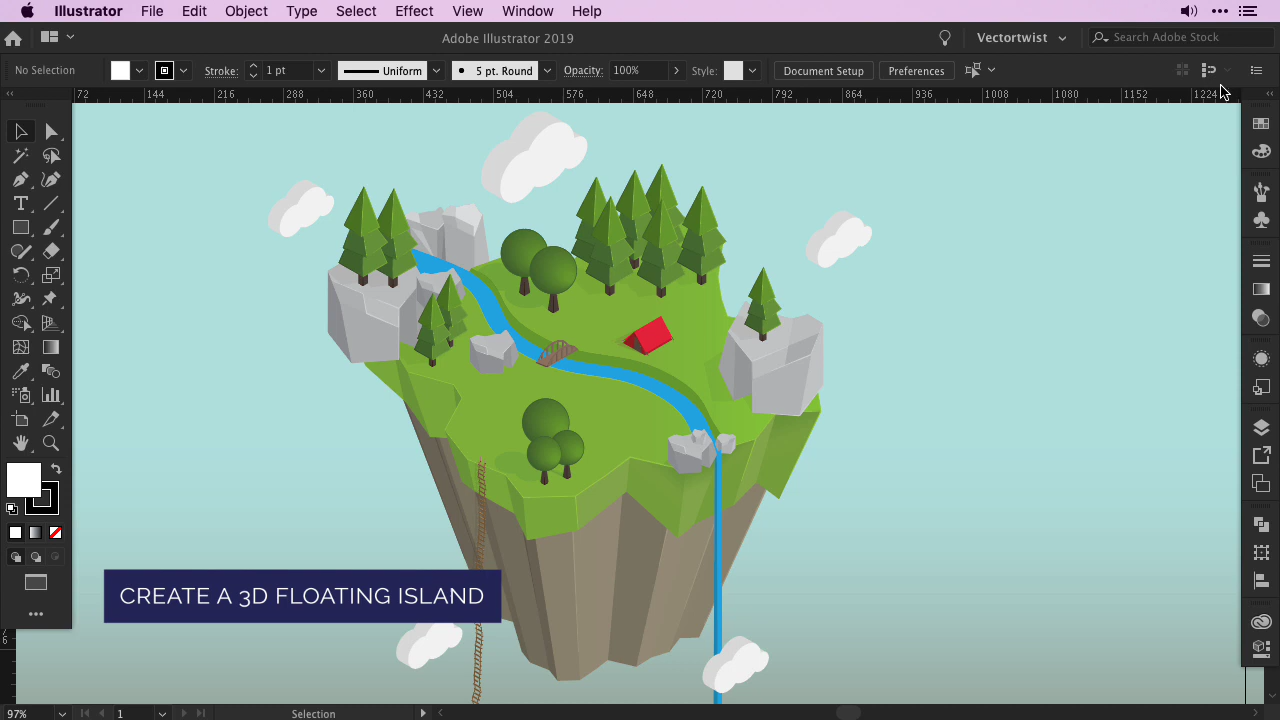 Illustrator File Edit Object Type Select Effect View Window Help
Adobe Illustrator 2019 Vectortwist Search Adobe Stock
No Selection Stroke: 1 pt Uniform 5 pt. Round Opacity: 100% Style: Document Setup Preferences
72 144 216 288 360 432 504 576 648 720 792 864 936 1008 1080 1152 1224
CREATE A 3D FLOATING ISLAND
6
97% 1 Selection